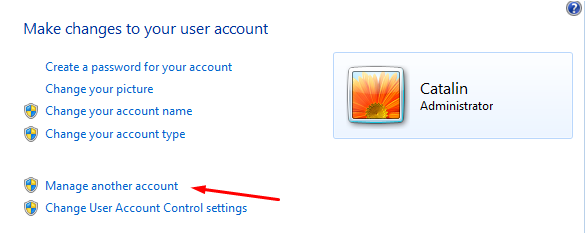 ?
Make changes to your user account
Create a password for your account
Change your picture
Change your account name
Change your account type
Catalin
Administrator
Manage another account
Change User Account Control settings